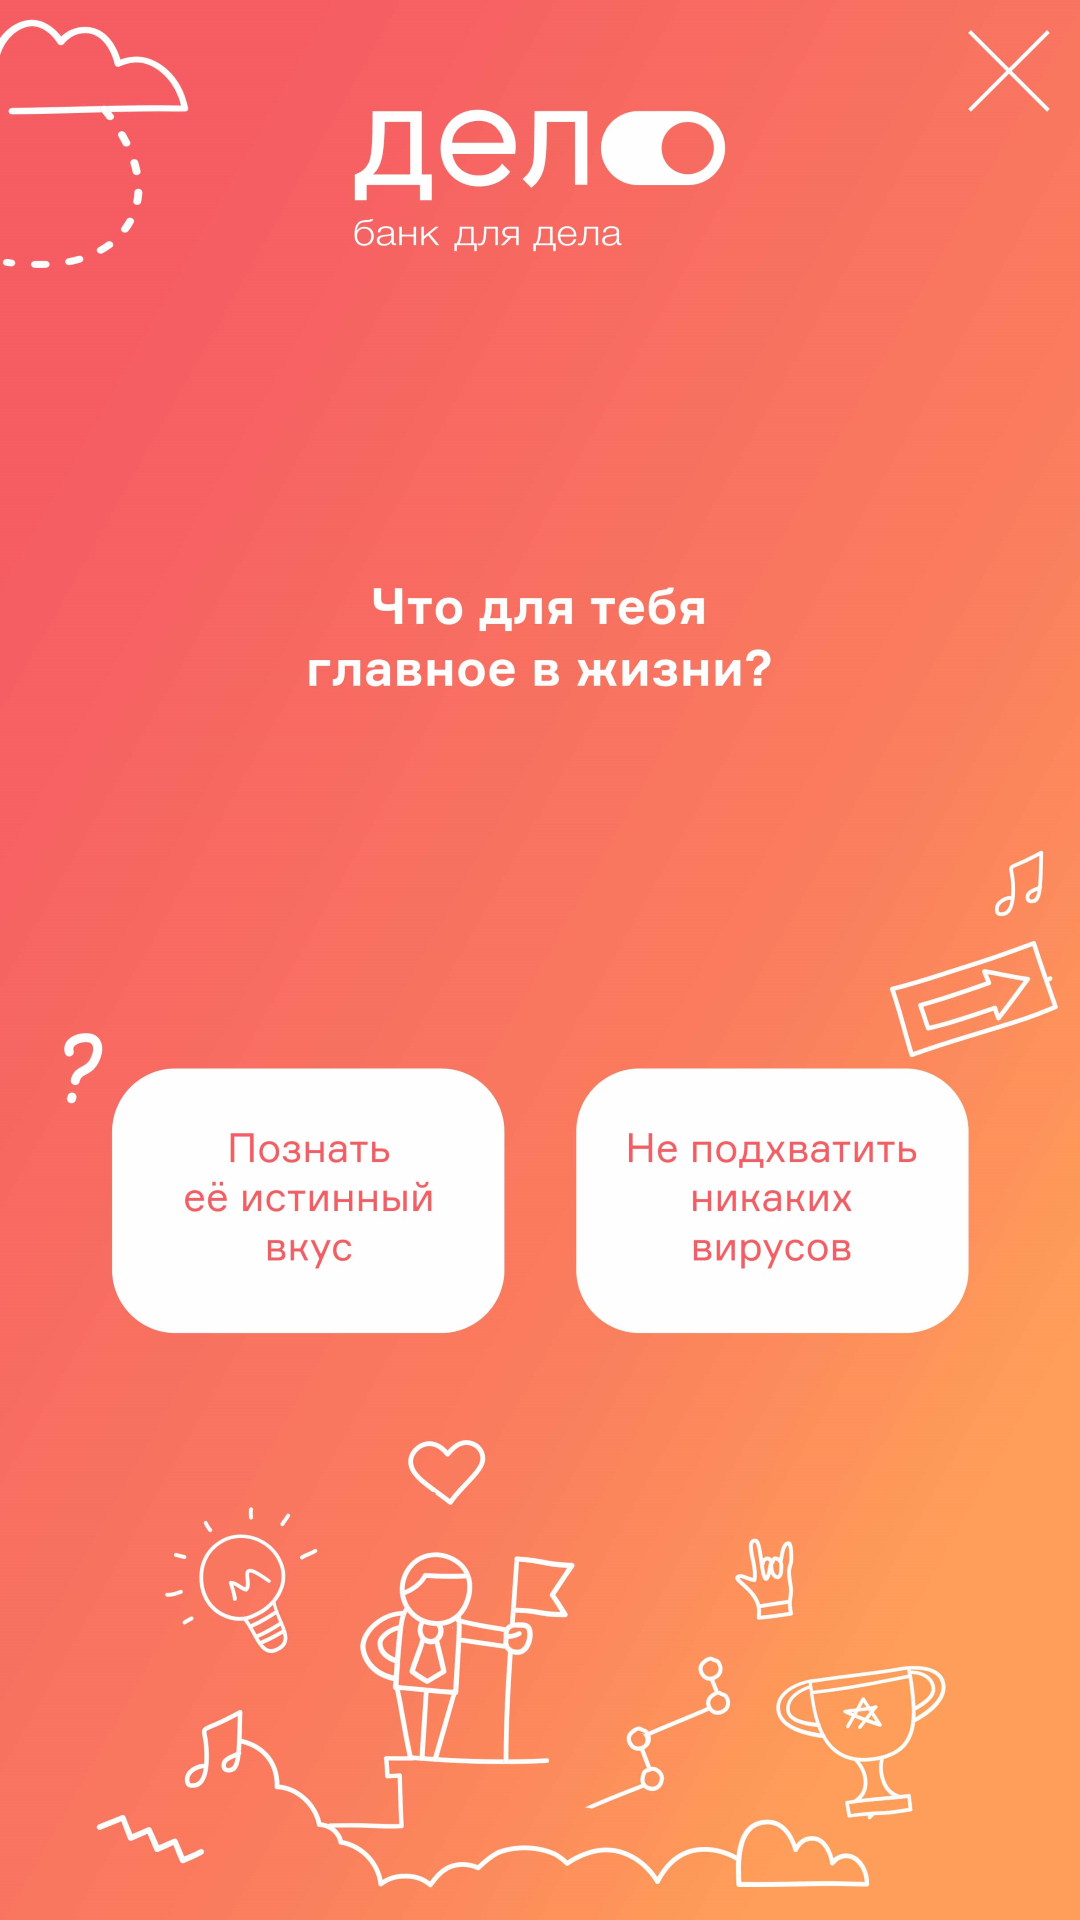 дело
банк для дела
Что для тебя
главное в жизни?
?
Познать
её истинный
вкус
Не подхватить
никаких
вирусов